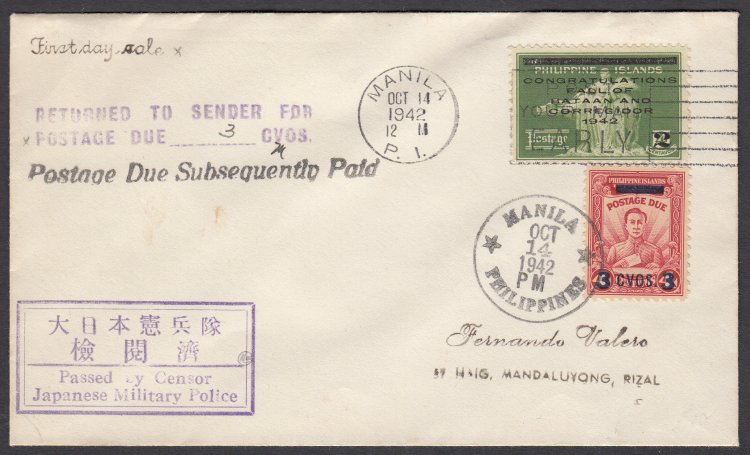 First day sale x
RETURNED TO SENDER FOR
x POSTAGE DUE 3 CVOS.
Postage Due Subsequently Paid
MANILA
OCT 14
1942
12 M
P. I.
PHILIPPINE ISLANDS
CONGRATULATIONS
FALL OF
BATAAN AND
CORREGIDOR
1942
EARLY
Postage
2
PHILIPPINE ISLANDS
POSTAGE DUE
3 CVOS. 3
MANILA
OCT
14
1942
PM
PHILIPPINES
大日本憲兵隊
檢閲濟
Passed by Censor
Japanese Military Police
Fernando Valero
HAIG, MANDALUYONG, RIZAL